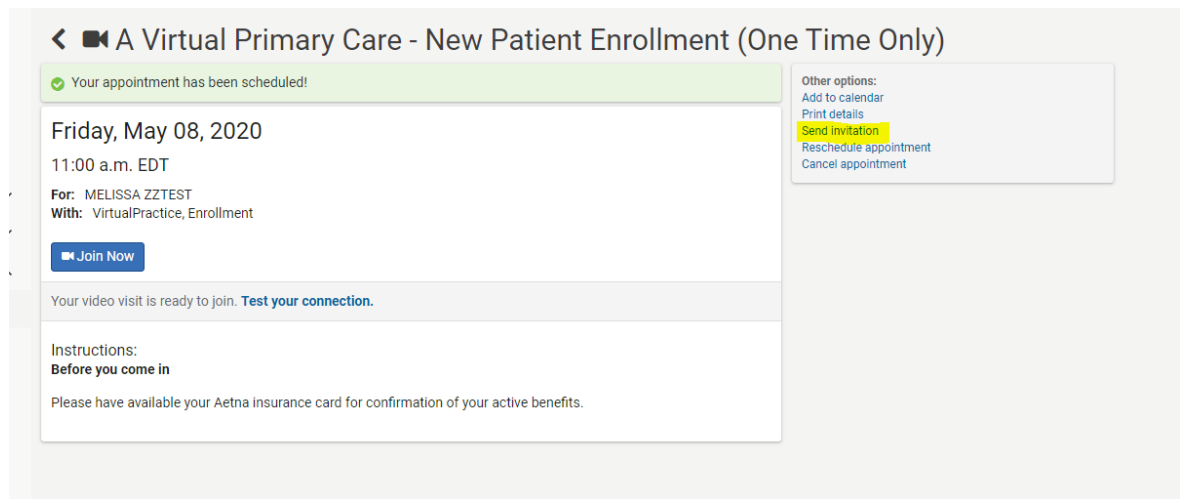 A Virtual Primary Care - New Patient Enrollment (One Time Only)
Your appointment has been scheduled!
Friday, May 08, 2020
11:00 a.m. EDT
For: MELISSA ZZTEST
With: VirtualPractice, Enrollment
Join Now
Your video visit is ready to join. Test your connection.
Instructions:
Before you come in
Please have available your Aetna insurance card for confirmation of your active benefits.
Other options:
Add to calendar
Print details
Send invitation
Reschedule appointment
Cancel appointment